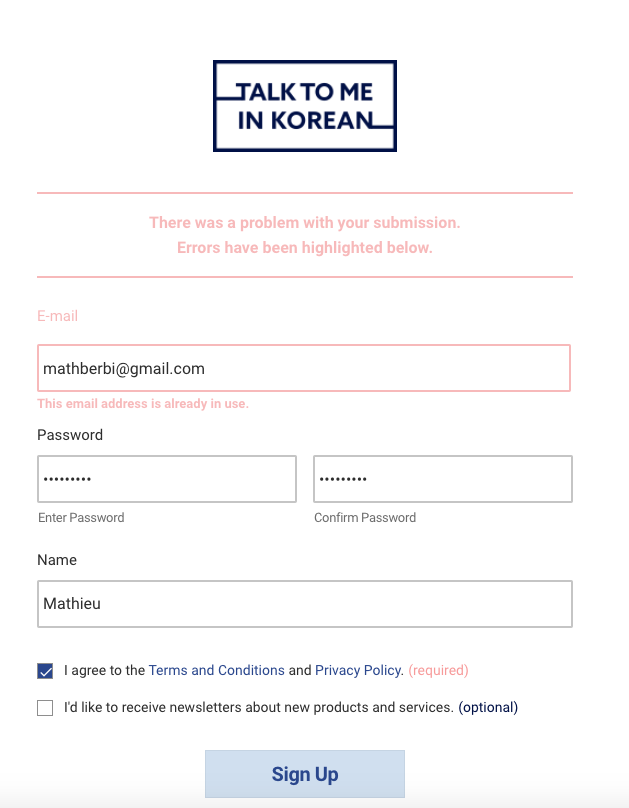 TALK TO ME
IN KOREAN
There was a problem with your submission.
Errors have been highlighted below.
E-mail
mathberbi@gmail.com
This email address is already in use.
Password
••••••••• •••••••••
Enter Password Confirm Password
Name
Mathieu
I agree to the Terms and Conditions and Privacy Policy. (required)
I'd like to receive newsletters about new products and services. (optional)
Sign Up